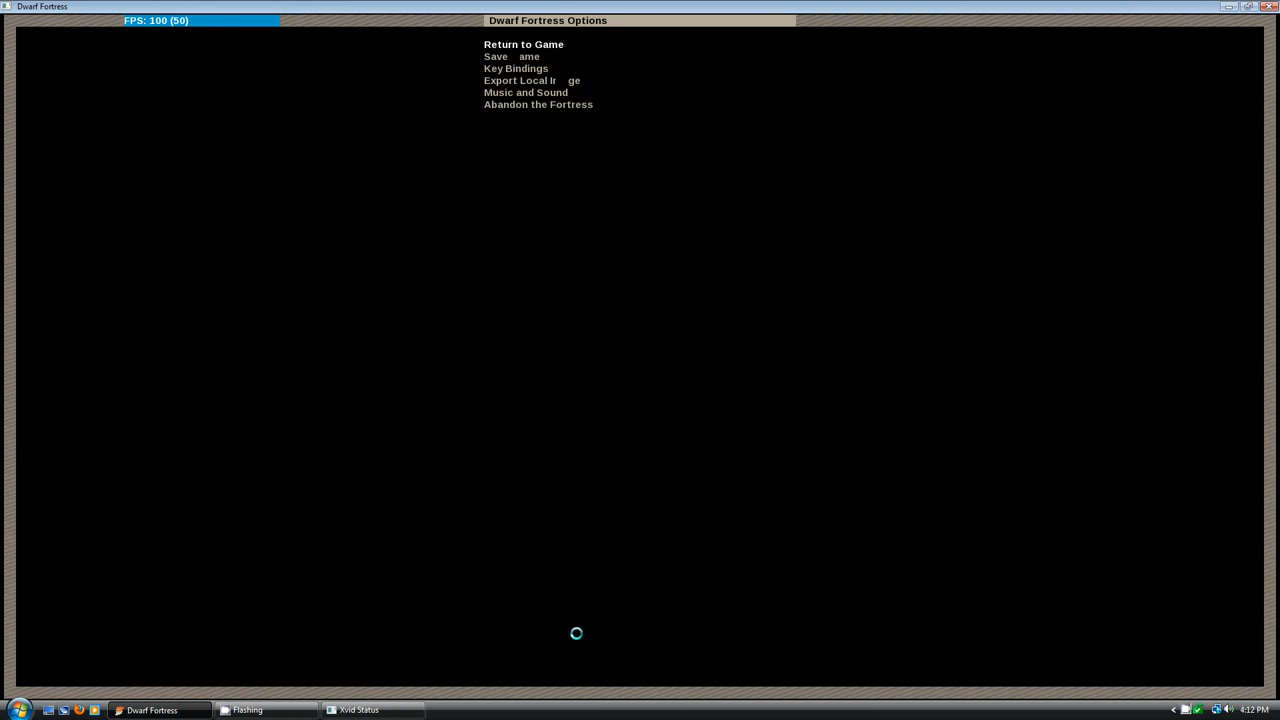 Dwarf Fortress
FPS: 100 (50)
Dwarf Fortress Options
Return to Game
Save ame
Key Bindings
Export Local Ir ge
Music and Sound
Abandon the Fortress
Dwarf Fortress
Flashing
Xvid Status
4:12 PM